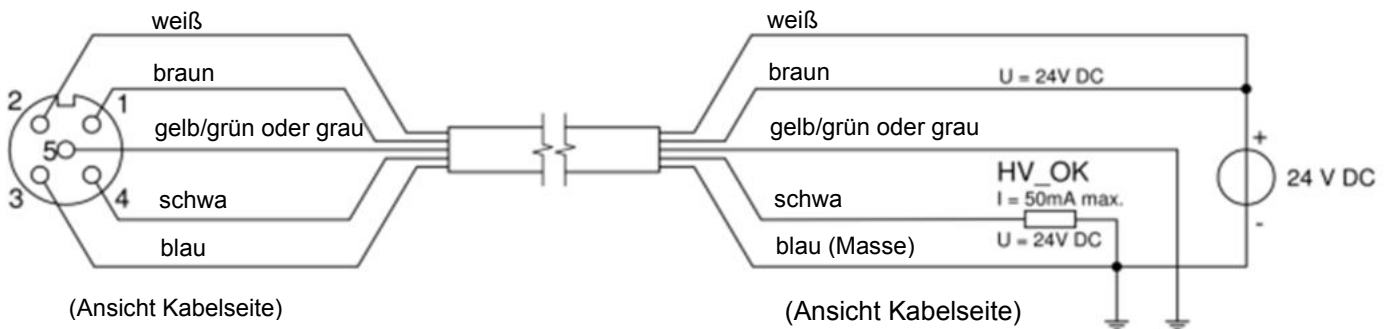 weiß
braun
2
1
gelb/grün oder grau
5
3
4
schwa
blau
(Ansicht Kabelseite)
weiß
braun
U = 24V DC
gelb/grün oder grau
HV_OK
I = 50mA max.
schwa
U = 24V DC
blau (Masse)
+
24 V DC
-
(Ansicht Kabelseite)